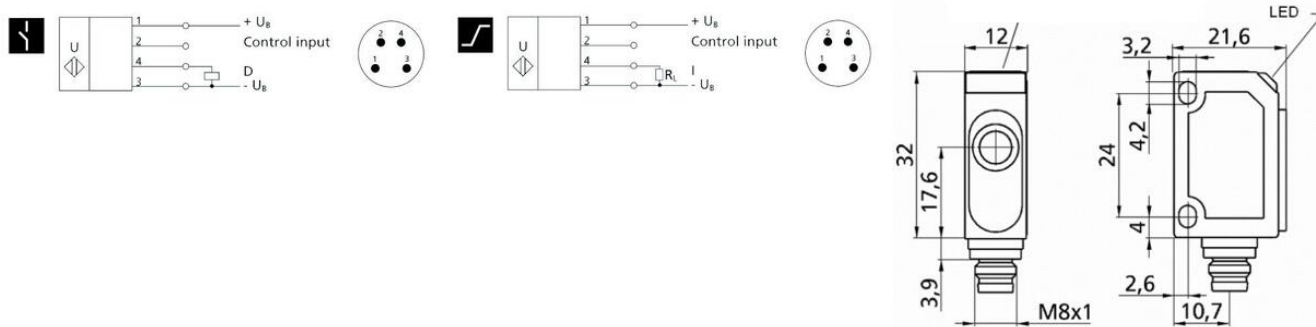 1 + U_B
U 2 Control input
4 D
3 - U_B
2 4
1 3
1 + U_B
U 2 Control input
4 R_L I
3 - U_B
2 4
1 3
12
32
17,6
3,9
M8x1
LED
21,6
3,2
4,2
24
4
2,6
10,7